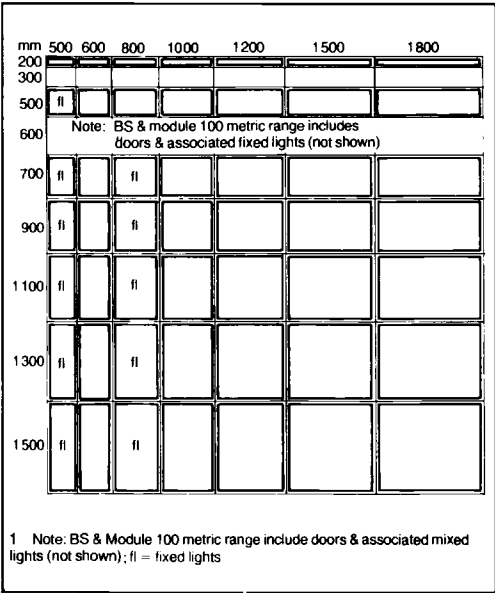 mm 500 600 800 1000 1200 1500 1800
200
300
500 fl
Note: BS & module 100 metric range includes
600 doors & associated fixed lights (not shown)
700 fl fl
900 fl fl
1100 fl fl
1300 fl fl
1500 fl fl
1 Note: BS & Module 100 metric range include doors & associated mixed
lights (not shown); fl = fixed lights